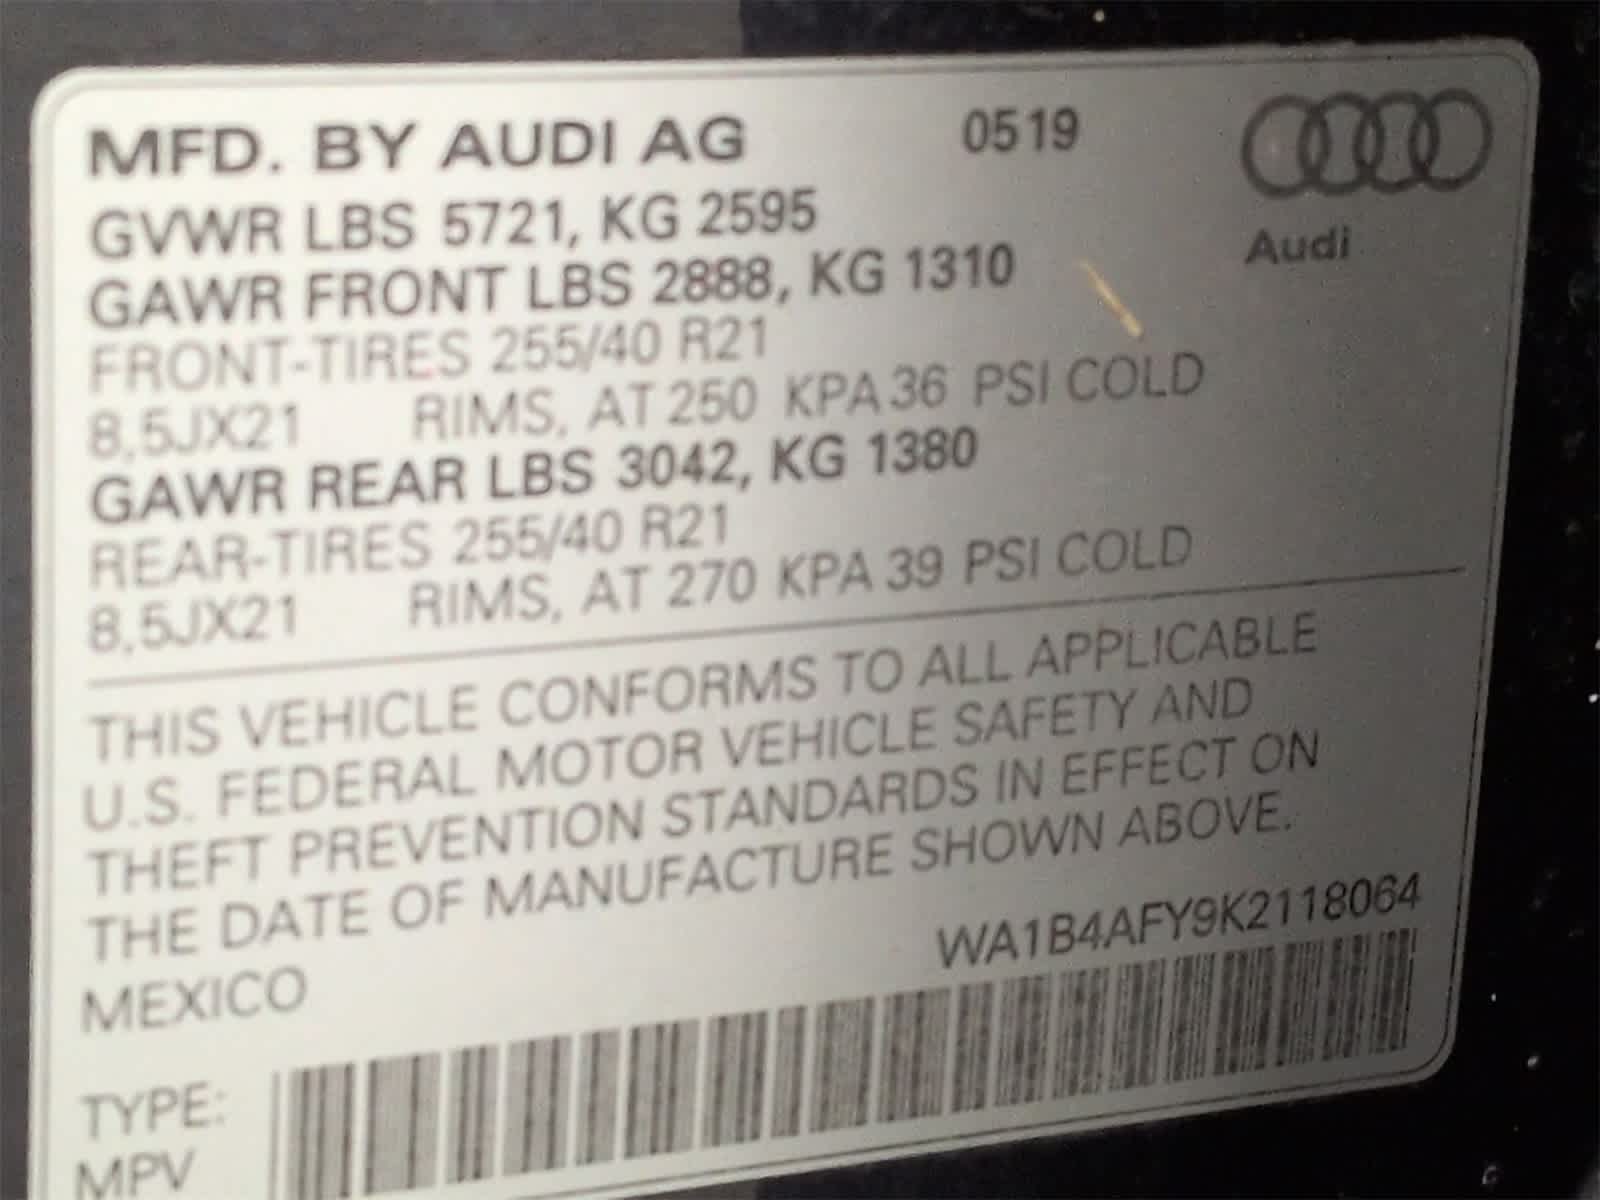 MFD. BY AUDI AG 0519
Audi
GVWR LBS 5721, KG 2595
GAWR FRONT LBS 2888, KG 1310
FRONT-TIRES 255/40 R21
8,5JX21 RIMS, AT 250 KPA 36 PSI COLD
GAWR REAR LBS 3042, KG 1380
REAR-TIRES 255/40 R21
8,5JX21 RIMS, AT 270 KPA 39 PSI COLD
THIS VEHICLE CONFORMS TO ALL APPLICABLE
U.S. FEDERAL MOTOR VEHICLE SAFETY AND
THEFT PREVENTION STANDARDS IN EFFECT ON
THE DATE OF MANUFACTURE SHOWN ABOVE.
WA1B4AFY9K2118064
MEXICO
TYPE:
MPV